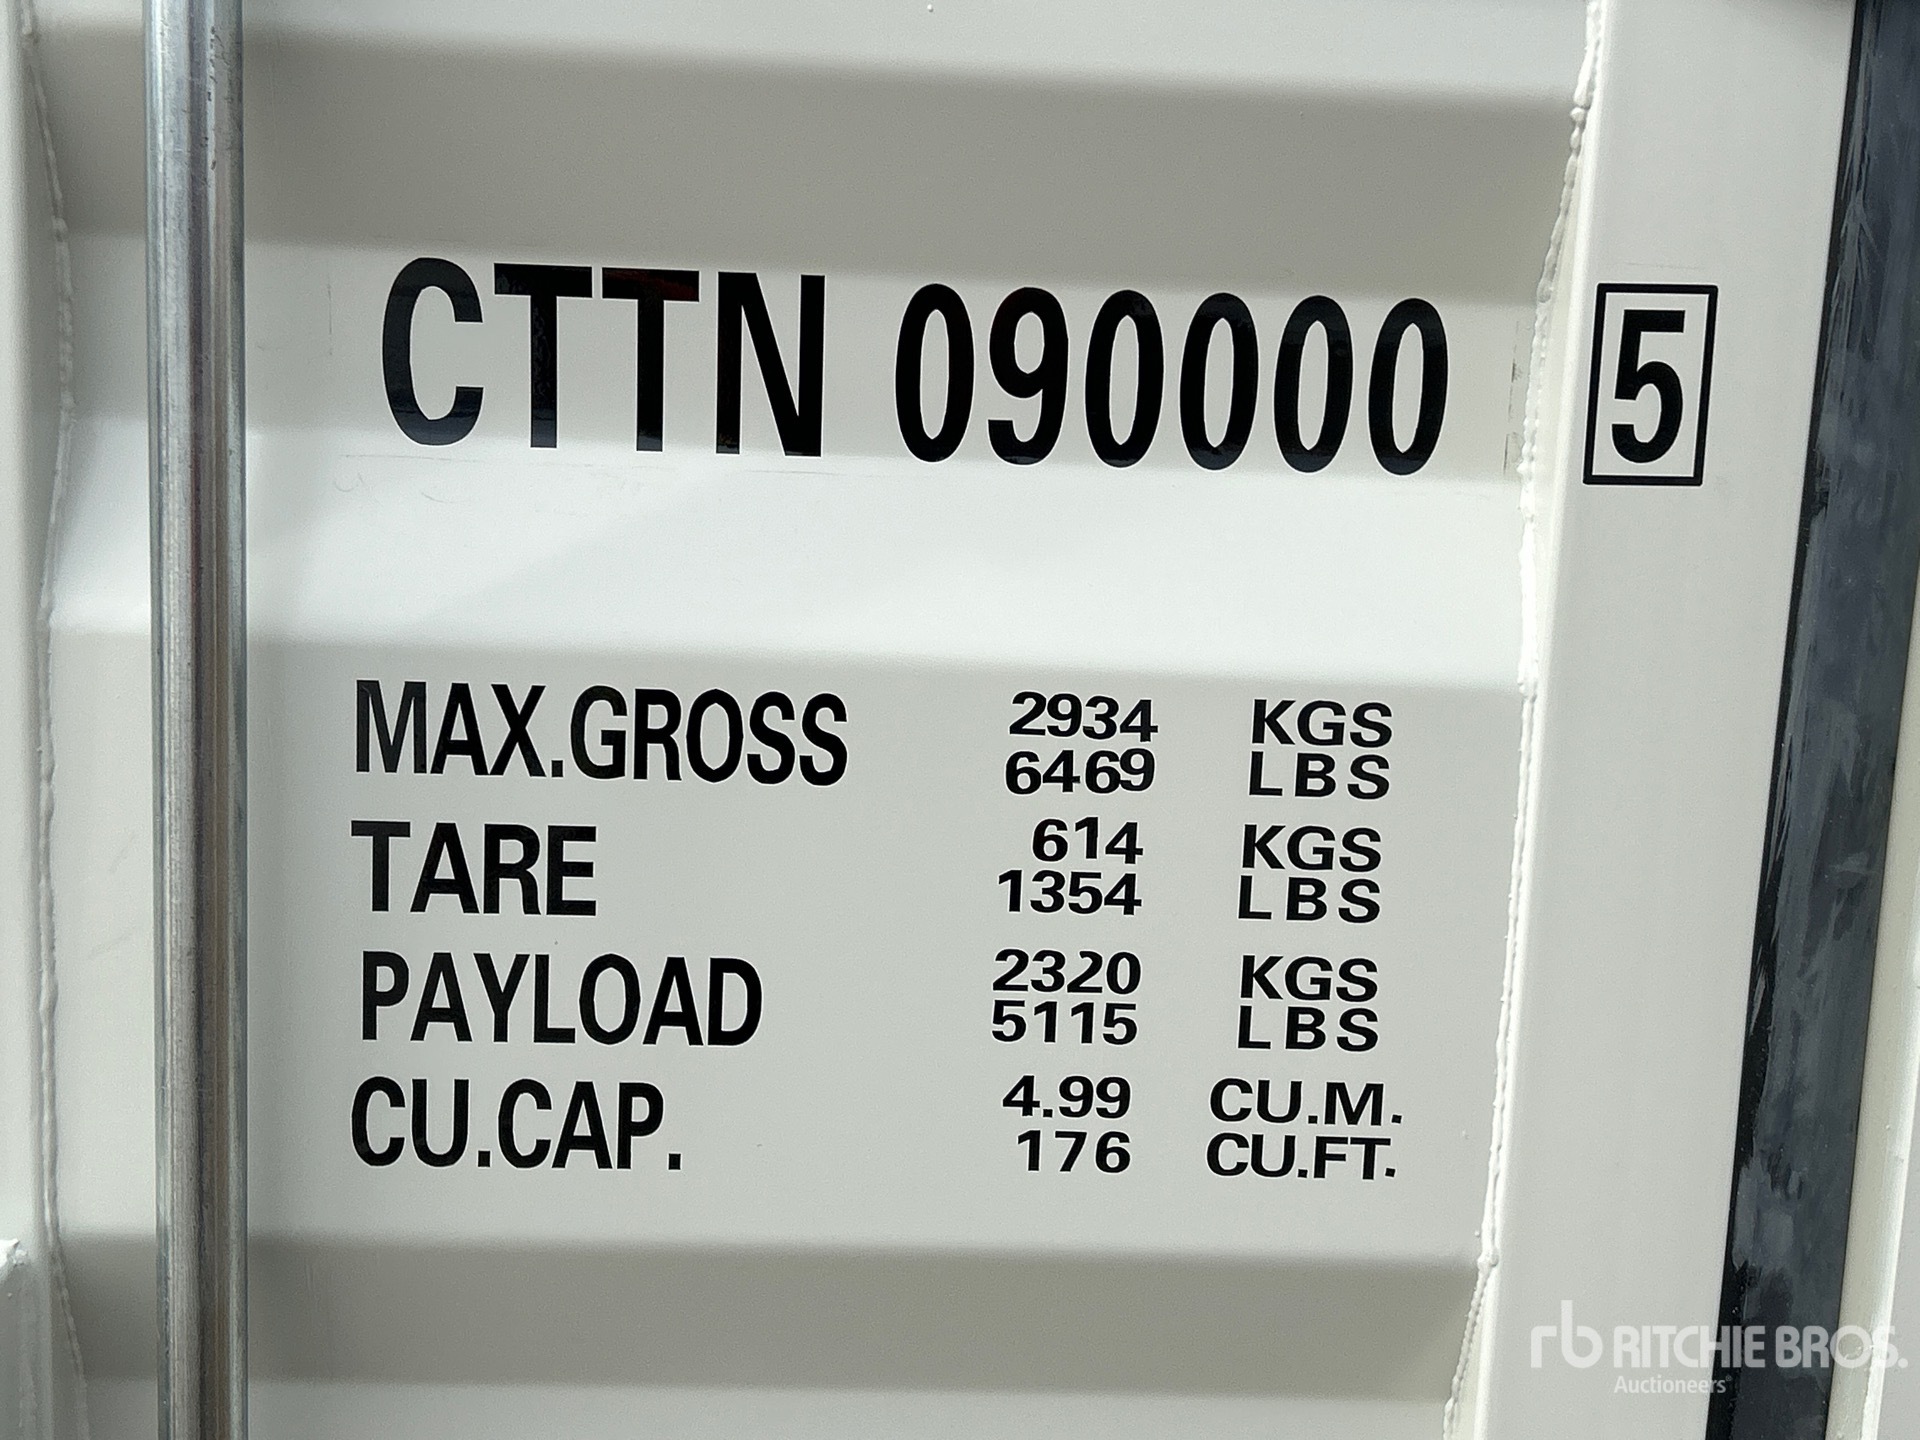 CTTN 090000 5
MAX.GROSS 2934 KGS
6469 LBS
TARE 614 KGS
1354 LBS
PAYLOAD 2320 KGS
5115 LBS
CU.CAP. 4.99 CU.M.
176 CU.FT.
rb RITCHIE BROS.
Auctioneers